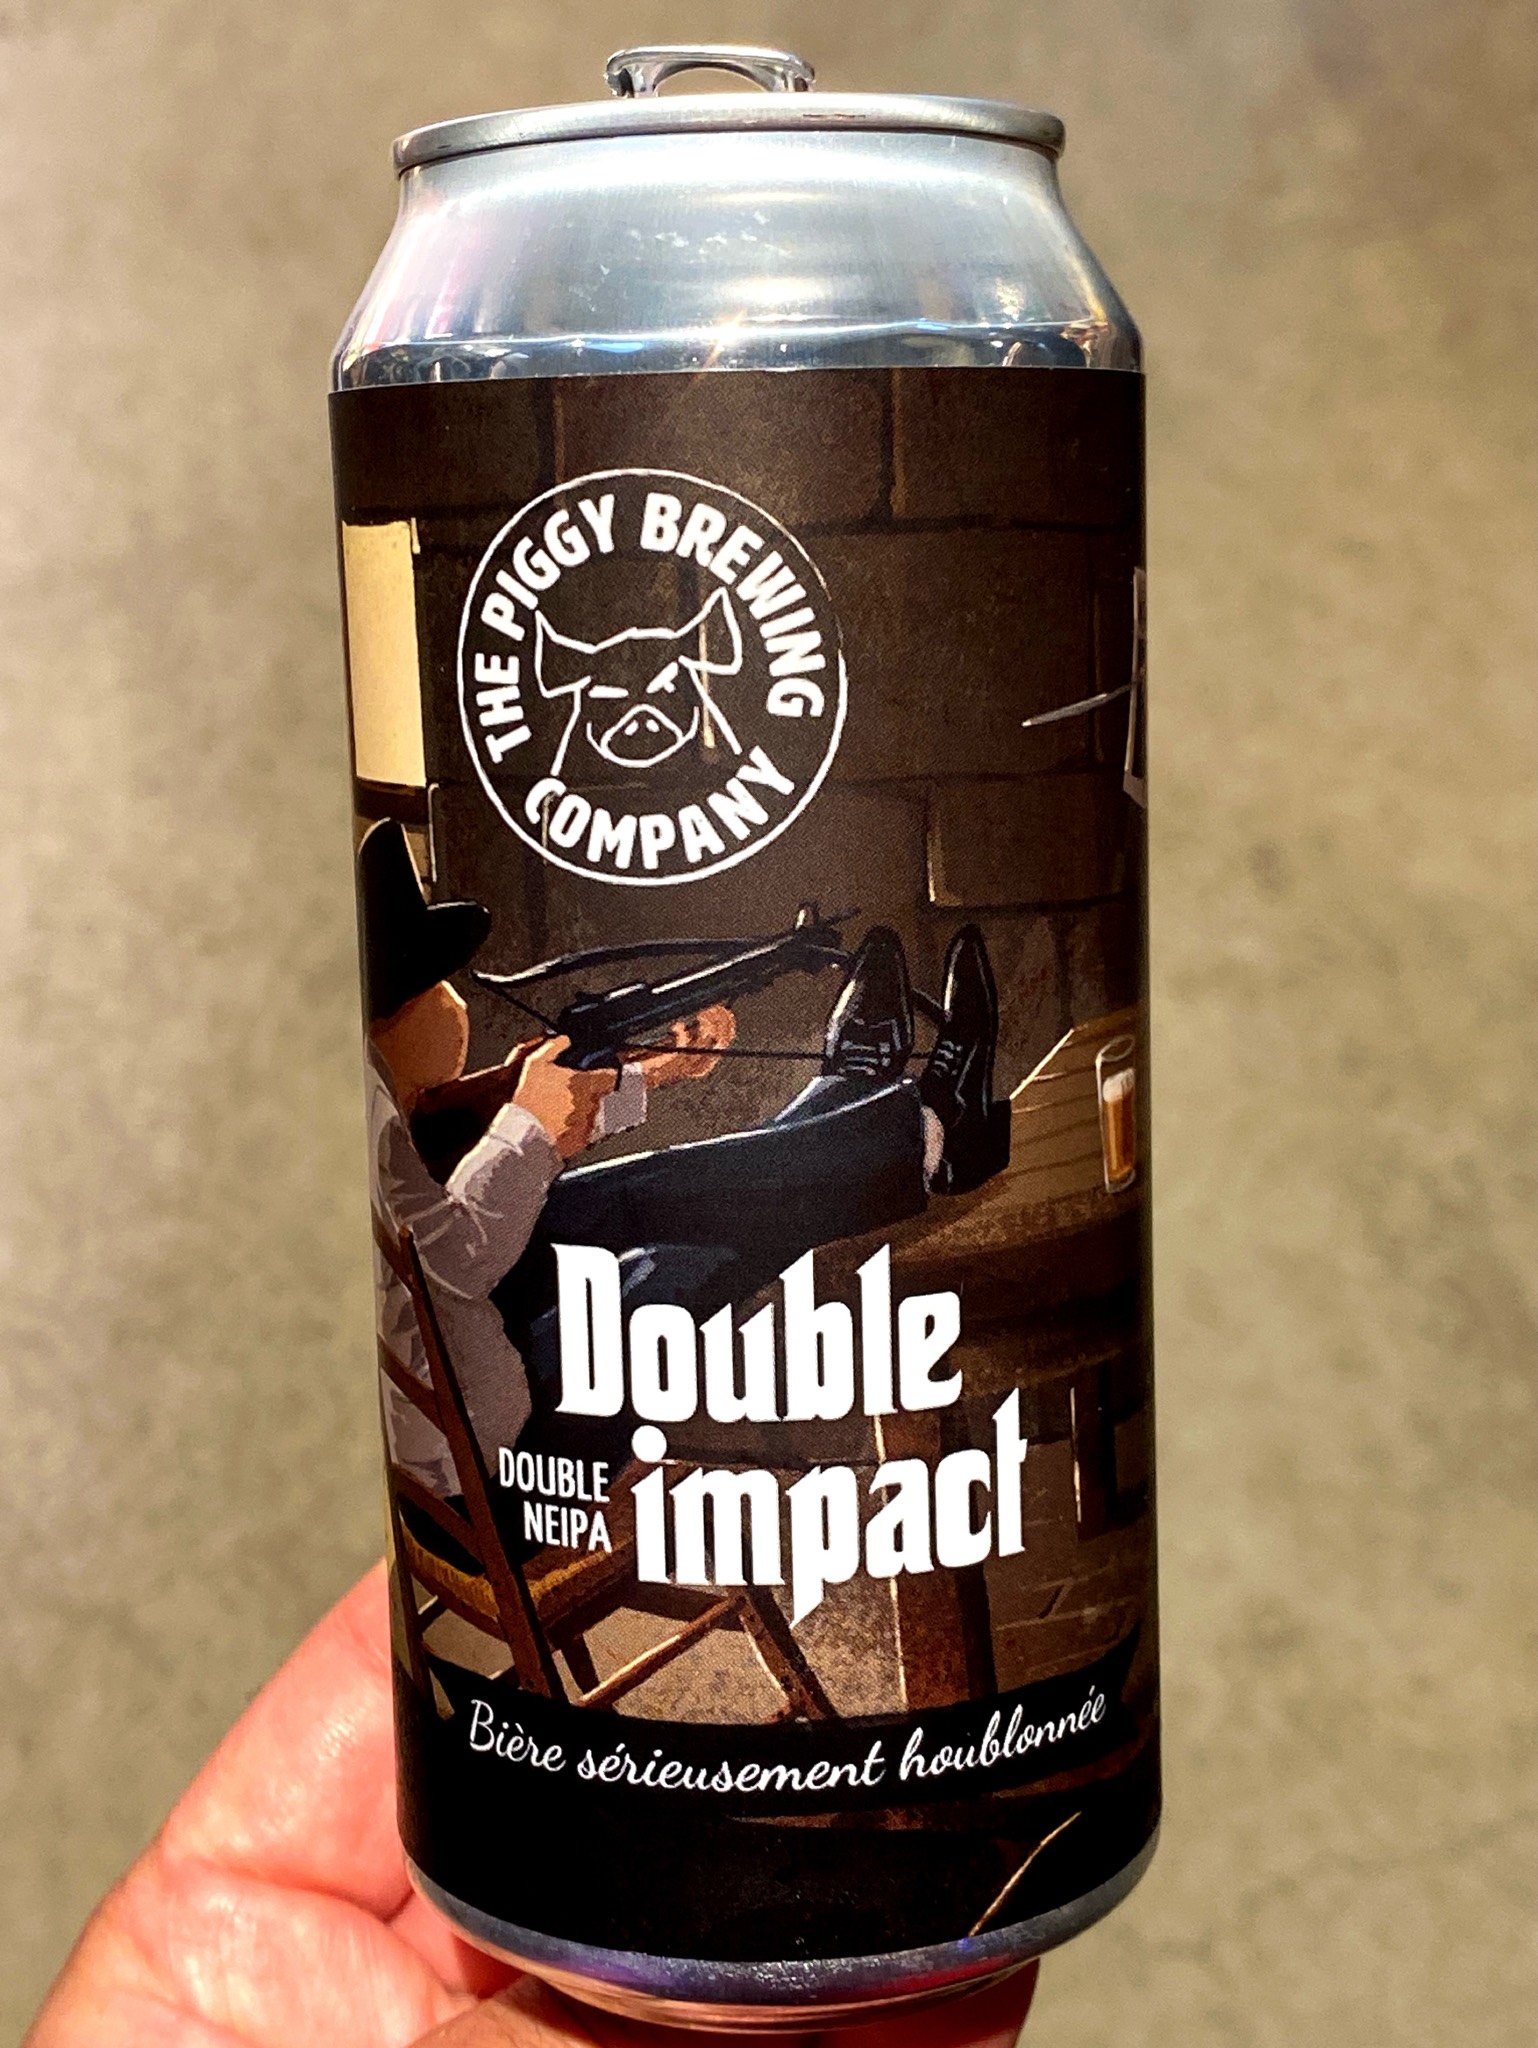 THE PIGGY BREWING
COMPANY
Double
impact
DOUBLE
NEIPA
Bière sérieusement houblonnée